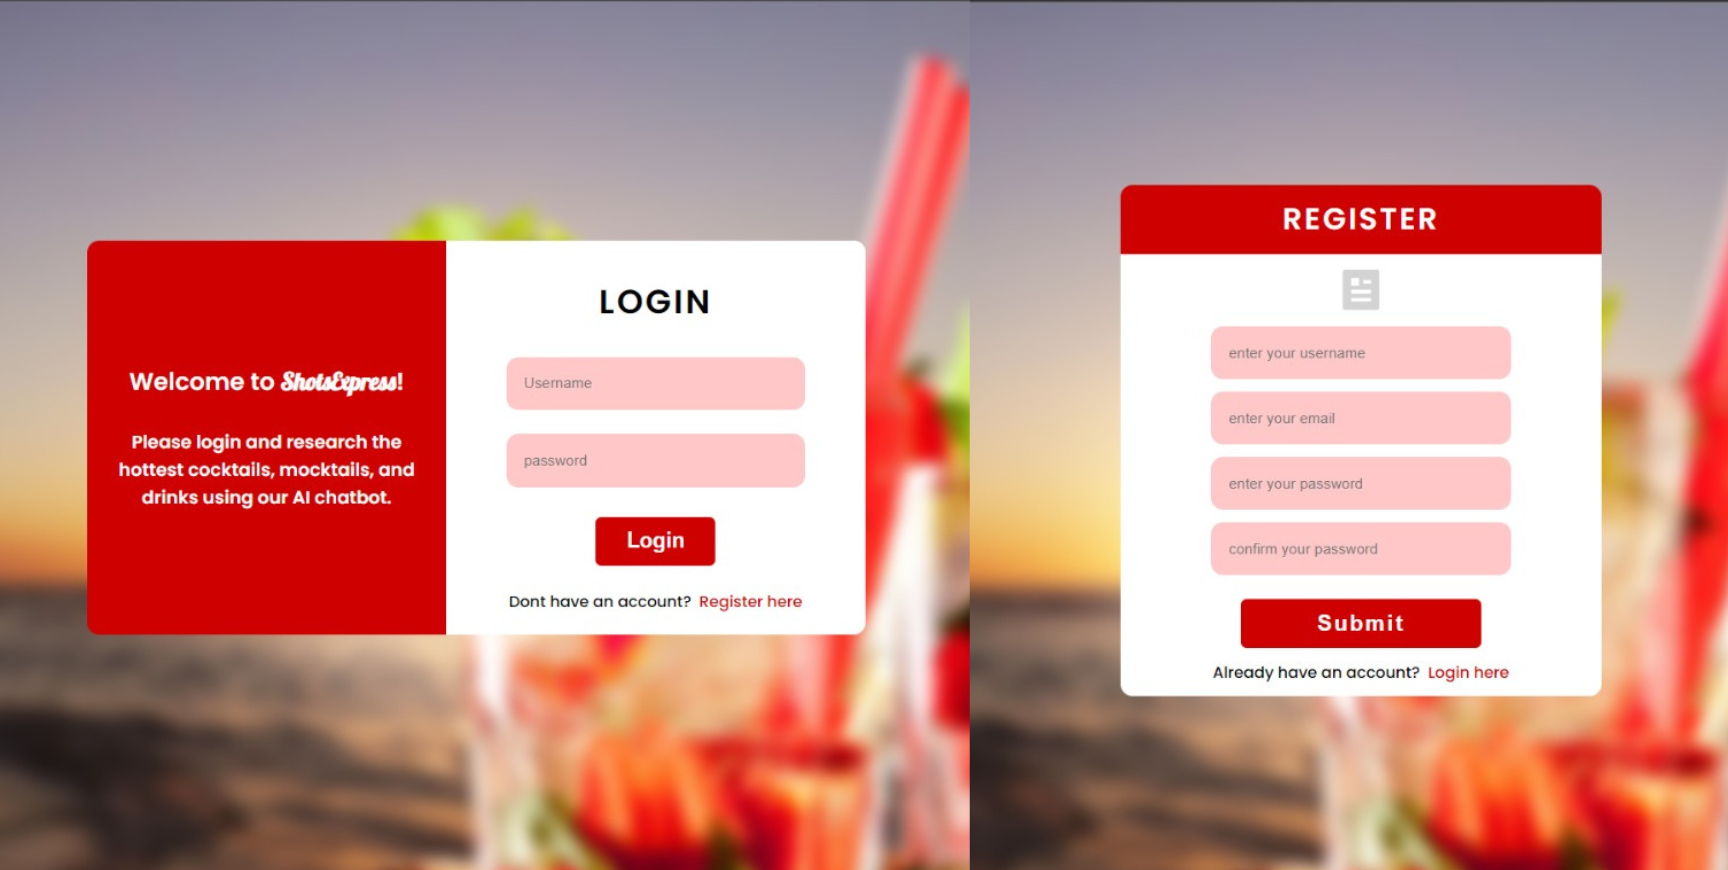 Welcome to ShotsExpress!
Please login and research the
hottest cocktails, mocktails, and
drinks using our AI chatbot.
LOGIN
Username
password
Login
Dont have an account? Register here
REGISTER
enter your username
enter your email
enter your password
confirm your password
Submit
Already have an account? Login here